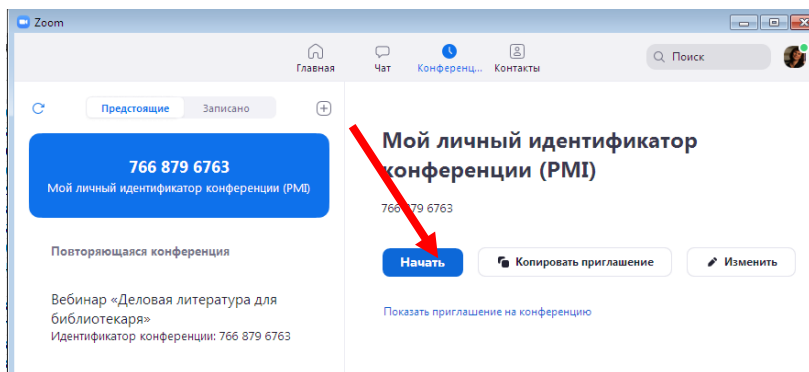 Zoom
Главная
Чат
Конференц...
Контакты
Поиск
Предстоящие
Записано
766 879 6763
Мой личный идентификатор конференции (PMI)
Повторяющаяся конференция
Вебинар «Деловая литература для
библиотекаря»
Идентификатор конференции: 766 879 6763
Мой личный идентификатор
конференции (PMI)
766 879 6763
Начать
Копировать приглашение
Изменить
Показать приглашение на конференцию